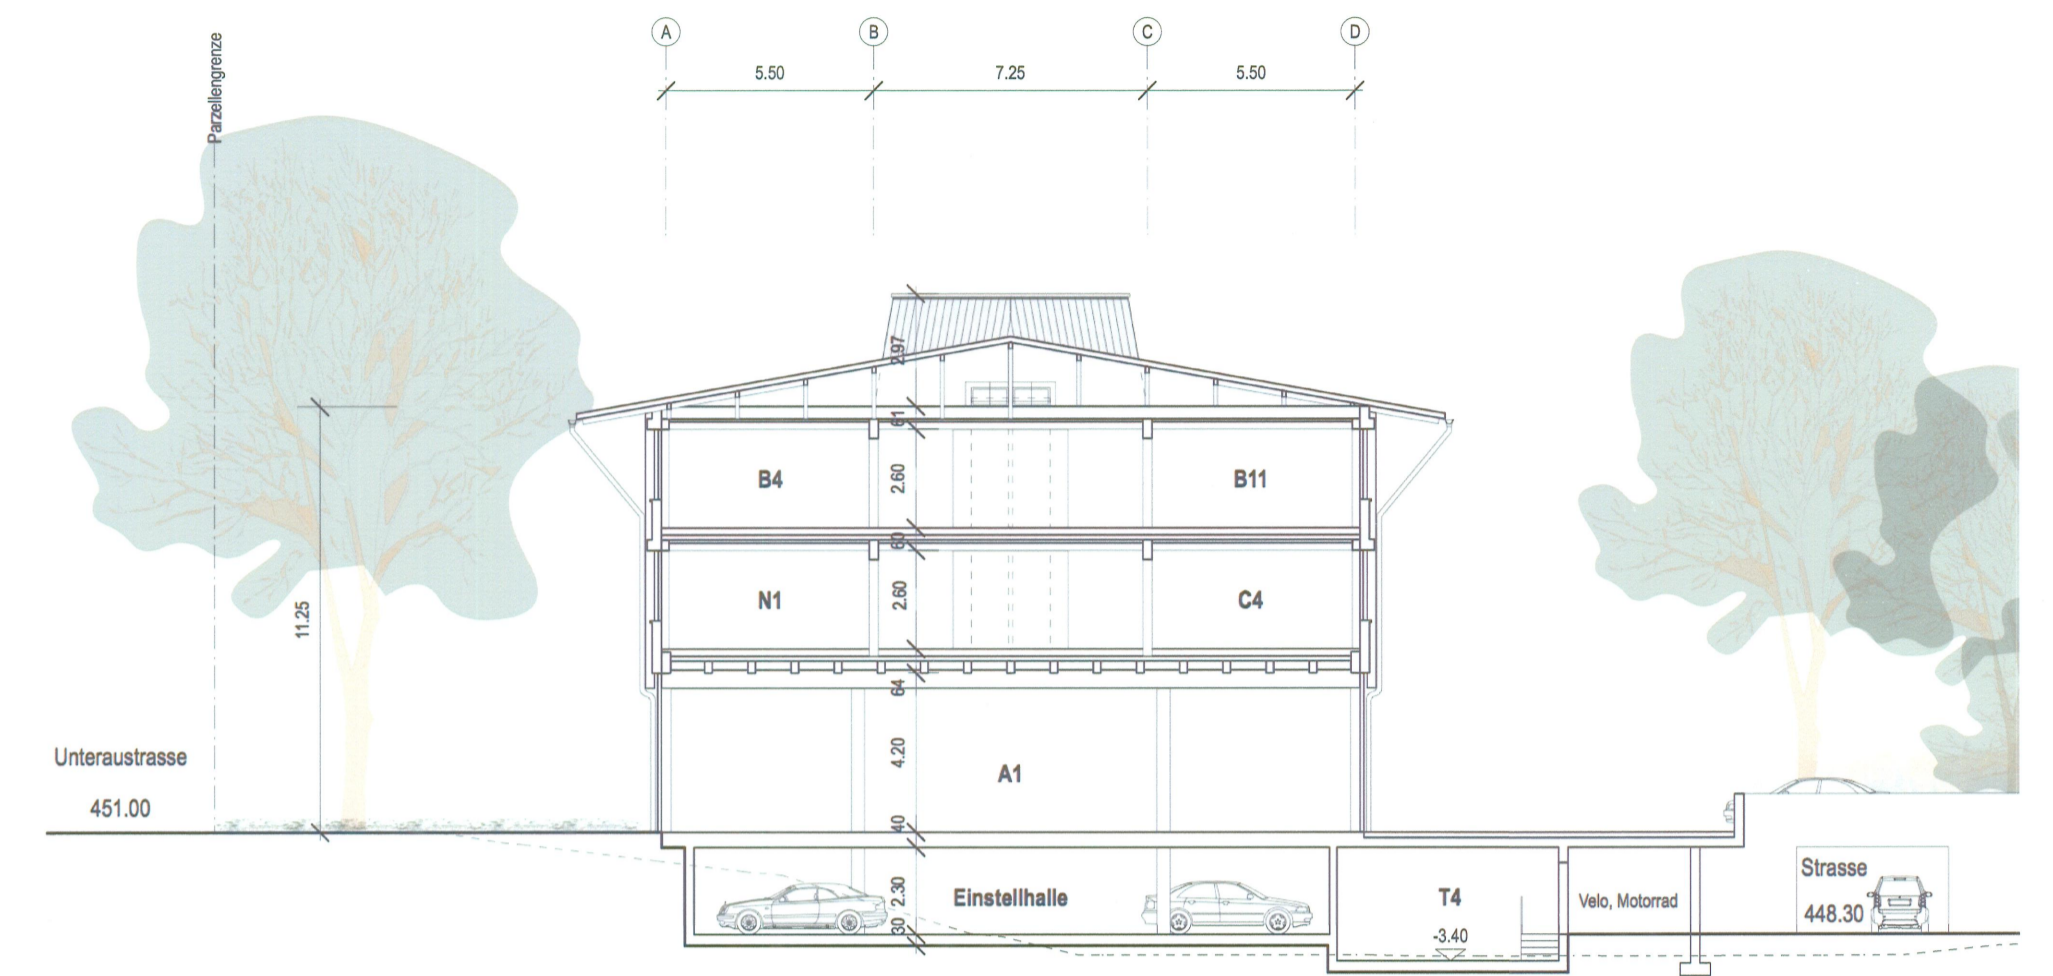 A
B
C
D
5.50
7.25
5.50
Parzellengrenze
2.97
61
B4
2.60
B11
60
N1
2.60
C4
11.25
64
4.20
A1
Unteraustrasse
451.00
40
2.30
Einstellhalle
T4
Velo, Motorrad
Strasse
448.30
30
-3.40